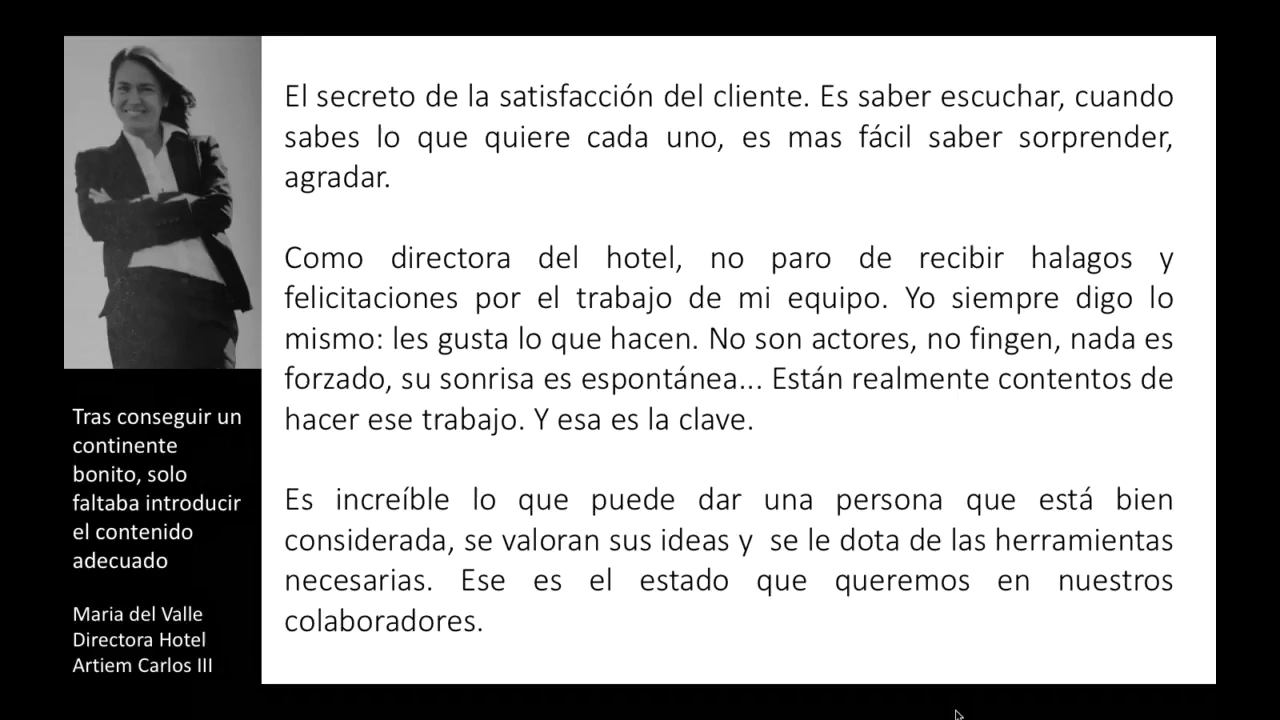 El secreto de la satisfacción del cliente. Es saber escuchar, cuando
sabes lo que quiere cada uno, es mas fácil saber sorprender,
agradar.
Como directora del hotel, no paro de recibir halagos y
felicitaciones por el trabajo de mi equipo. Yo siempre digo lo
mismo: les gusta lo que hacen. No son actores, no fingen, nada es
forzado, su sonrisa es espontánea... Están realmente contentos de
hacer ese trabajo. Y esa es la clave.
Es increíble lo que puede dar una persona que está bien
considerada, se valoran sus ideas y  se le dota de las herramientas
necesarias. Ese es el estado que queremos en nuestros
colaboradores.
Tras conseguir un
continente
bonito, solo
faltaba introducir
el contenido
adecuado
Maria del Valle
Directora Hotel
Artiem Carlos III